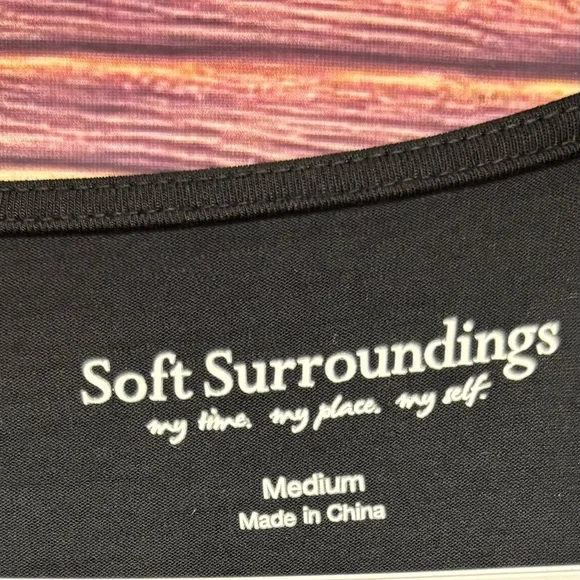 Soft Surroundings
my time. my place. my self.
Medium
Made in China